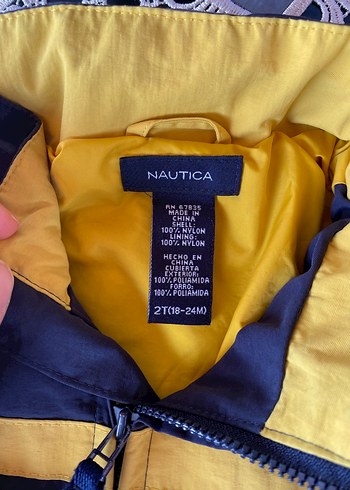 NAUTICA
RN 67835
MADE IN
CHINA
SHELL:
100% NYLON
LINING:
100% NYLON
HECHO EN
CHINA
CUBIERTA
EXTERIOR:
100% POLIAMIDA
FORRO:
100% POLIAMIDA
2T(18-24M)